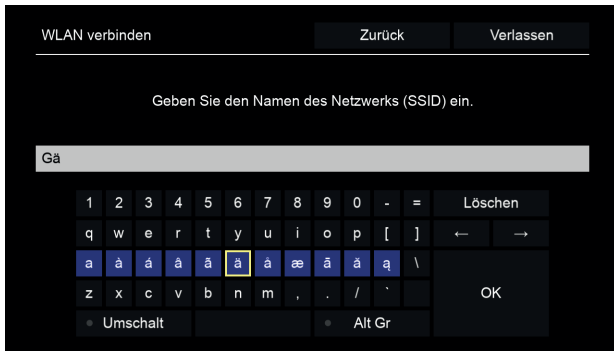 WLAN verbinden Zurück Verlassen
Geben Sie den Namen des Netzwerks (SSID) ein.
Gä
1 2 3 4 5 6 7 8 9 0 - = Löschen
q w e r t y u i o p [ ] ← →
a à á â ã ä å æ ā ă ą \
z x c v b n m , . / ` OK
Umschalt Alt Gr